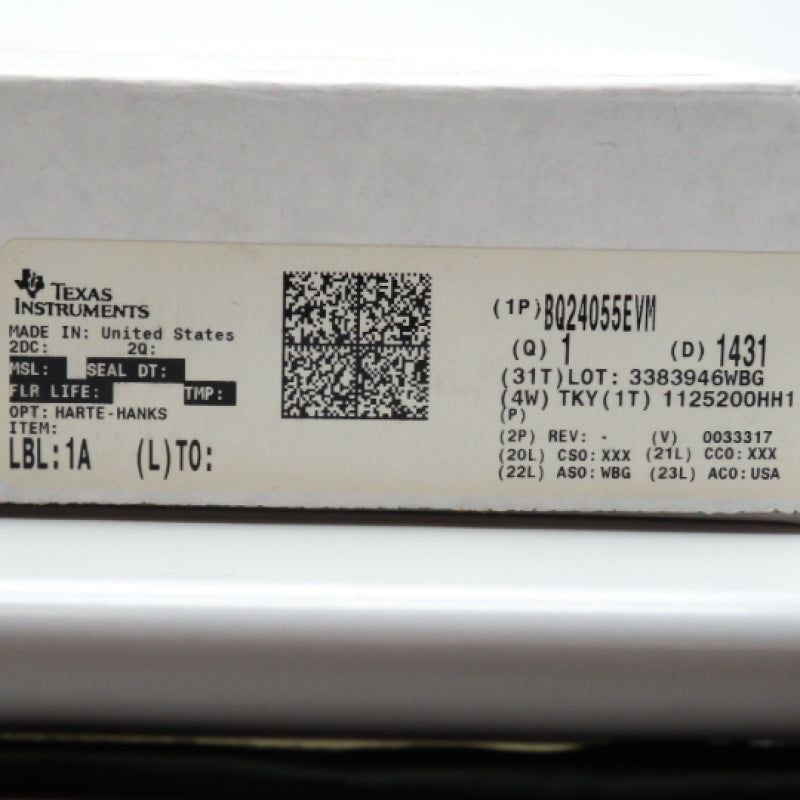 TEXAS
INSTRUMENTS
MADE IN: United States
2DC: 2Q:
MSL: SEAL DT:
FLR LIFE: TMP:
OPT: HARTE-HANKS
ITEM:
LBL: 1A (L)TO:
(1P) BQ24055EVM
(Q) 1 (D) 1431
(31T)LOT: 3383946WBG
(4W) TKY(1T) 1125200HH1
(P)
(2P) REV: - (V) 0033317
(20L) CSO: XXX (21L) CCO: XXX
(22L) ASO: WBG (23L) ACO: USA